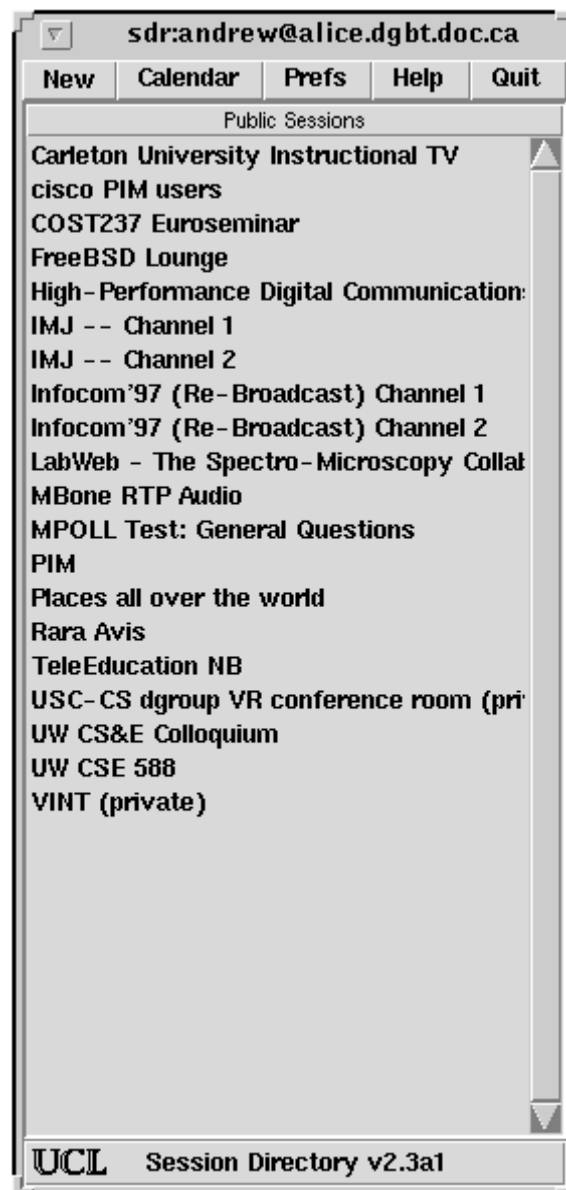 sdr:andrew@alice.dgbt.doc.ca
New Calendar Prefs Help Quit
Public Sessions
Carleton University Instructional TV
cisco PIM users
COST237 Euroseminar
FreeBSD Lounge
High-Performance Digital Communication
IMJ -- Channel 1
IMJ -- Channel 2
Infocom'97 (Re-Broadcast) Channel 1
Infocom'97 (Re-Broadcast) Channel 2
LabWeb - The Spectro-Microscopy Collab
MBone RTP Audio
MPOLL Test: General Questions
PIM
Places all over the world
Rara Avis
TeleEducation NB
USC-CS dgroup VR conference room (pri
UW CS&E Colloquium
UW CSE 588
VINT (private)
UCL Session Directory v2.3a1